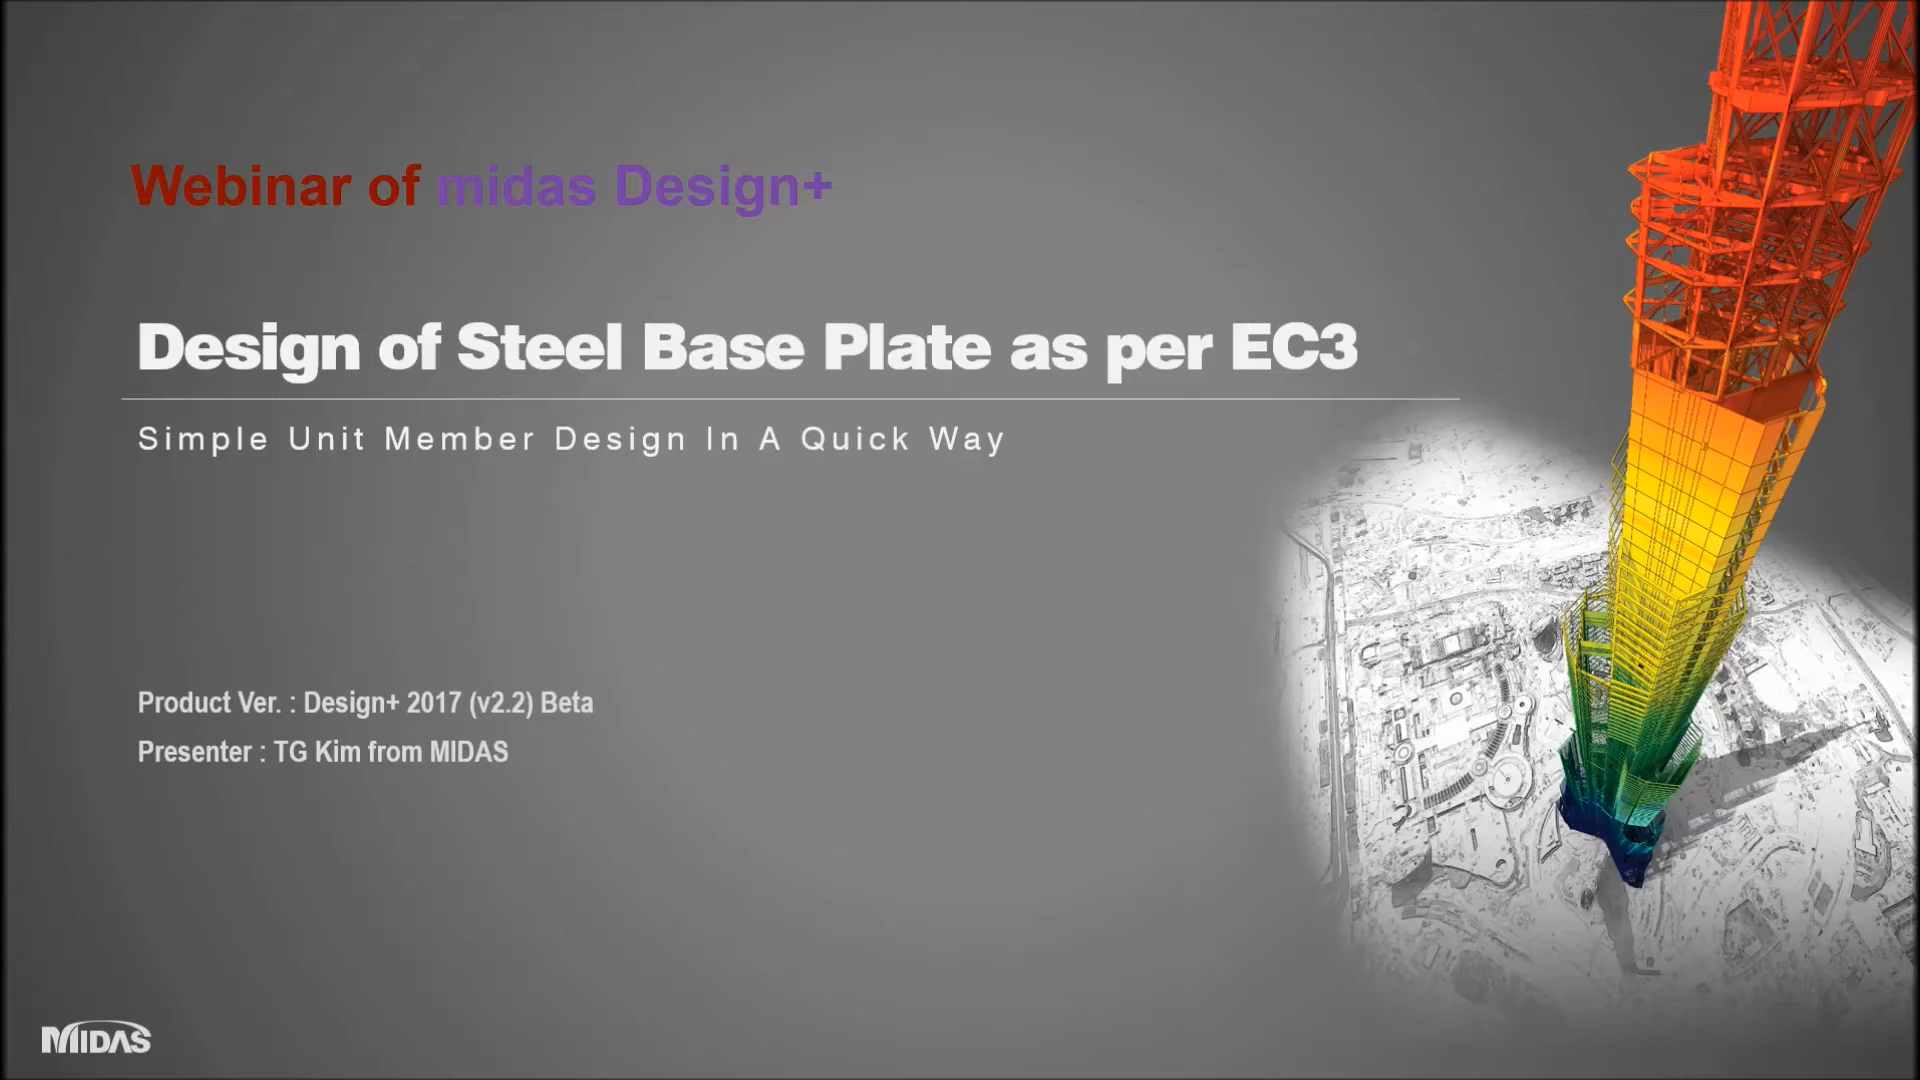 Webinar of midas Design+
Design of Steel Base Plate as per EC3
Simple Unit Member Design In A Quick Way
Product Ver. : Design+ 2017 (v2.2) Beta
Presenter : TG Kim from MIDAS
MIDAS